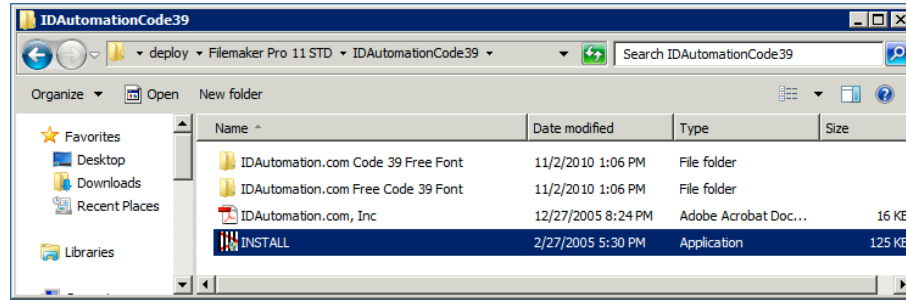 IDAutomationCode39
deploy Filemaker Pro 11 STD IDAutomationCode39 Search IDAutomationCode39
Organize Open New folder
Favorites Name Date modified Type Size
Desktop IDAutomation.com Code 39 Free Font 11/2/2010 1:06 PM File folder
Downloads IDAutomation.com Free Code 39 Font 11/2/2010 1:06 PM File folder
Recent Places IDAutomation.com, Inc 12/27/2005 8:24 PM Adobe Acrobat Doc... 16 KB
Libraries INSTALL 2/27/2005 5:30 PM Application 125 KB